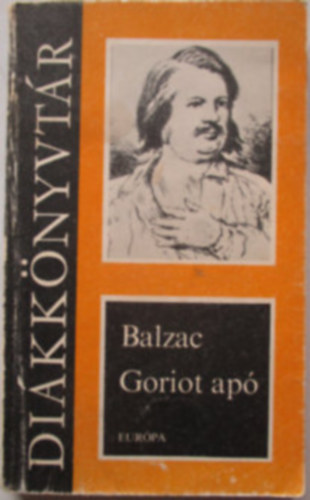 DIÁKKÖNYVTÁR
Balzac
Goriot apó
EURÓPA